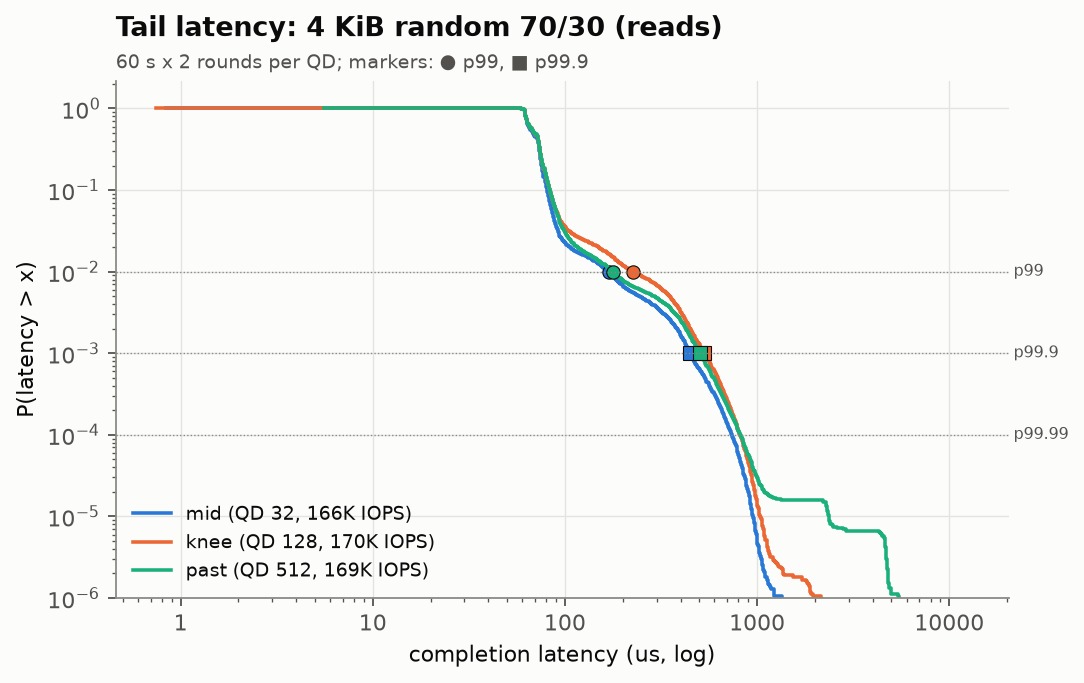 Tail latency: 4 KiB random 70/30 (reads)
60 s x 2 rounds per QD; markers: ● p99, ■ p99.9
P(latency > x)
10⁰
10⁻¹
10⁻²
10⁻³
10⁻⁴
10⁻⁵
10⁻⁶
p99
p99.9
p99.99
mid (QD 32, 166K IOPS)
knee (QD 128, 170K IOPS)
past (QD 512, 169K IOPS)
1 10 100 1000 10000
completion latency (us, log)